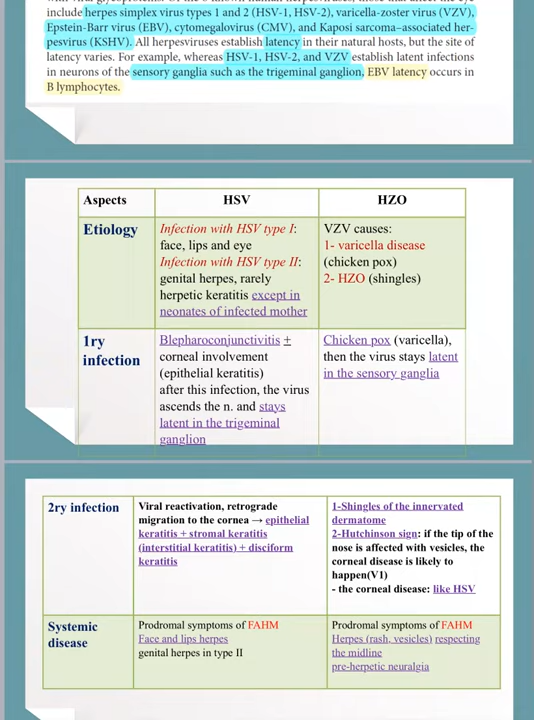 include herpes simplex virus types 1 and 2 (HSV-1, HSV-2), varicella-zoster virus (VZV),
Epstein-Barr virus (EBV), cytomegalovirus (CMV), and Kaposi sarcoma–associated her-
pesvirus (KSHV). All herpesviruses establish latency in their natural hosts, but the site of
latency varies. For example, whereas HSV-1, HSV-2, and VZV establish latent infections
in neurons of the sensory ganglia such as the trigeminal ganglion, EBV latency occurs in
B lymphocytes.
Aspects
HSV
HZO
Etiology
Infection with HSV type I:
face, lips and eye
Infection with HSV type II:
genital herpes, rarely
herpetic keratitis except in
neonates of infected mother
VZV causes:
1- varicella disease
(chicken pox)
2- HZO (shingles)
1ry
infection
Blepharoconjunctivitis +
corneal involvement
(epithelial keratitis)
after this infection, the virus
ascends the n. and stays
latent in the trigeminal
ganglion
Chicken pox (varicella),
then the virus stays latent
in the sensory ganglia
2ry infection
Viral reactivation, retrograde
migration to the cornea → epithelial
keratitis + stromal keratitis
(interstitial keratitis) + disciform
keratitis
1-Shingles of the innervated
dermatome
2-Hutchinson sign: if the tip of the
nose is affected with vesicles, the
corneal disease is likely to
happen(V1)
- the corneal disease: like HSV
Systemic
disease
Prodromal symptoms of FAHM
Face and lips herpes
genital herpes in type II
Prodromal symptoms of FAHM
Herpes (rash, vesicles) respecting
the midline
pre-herpetic neuralgia